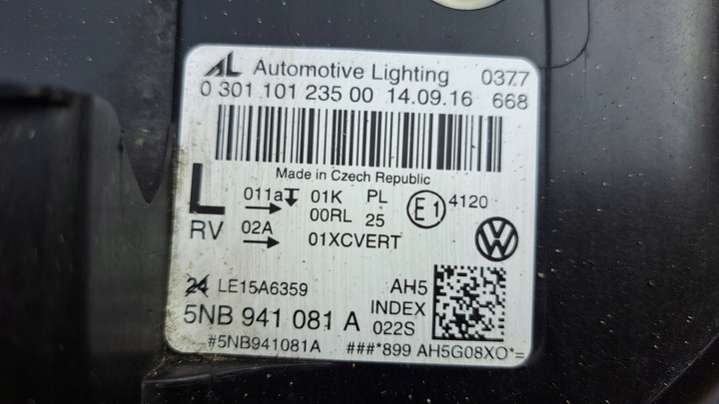 AL Automotive Lighting 0377
0 301 101 235 00 14.09.16 668
Made in Czech Republic
L 011a 01K PL E1 4120
00RL 25
RV 02A 01XCVERT
24 LE15A6359 AH5
5NB 941 081 A INDEX 022S
#5NB941081A ###*899 AH5G08XO*=